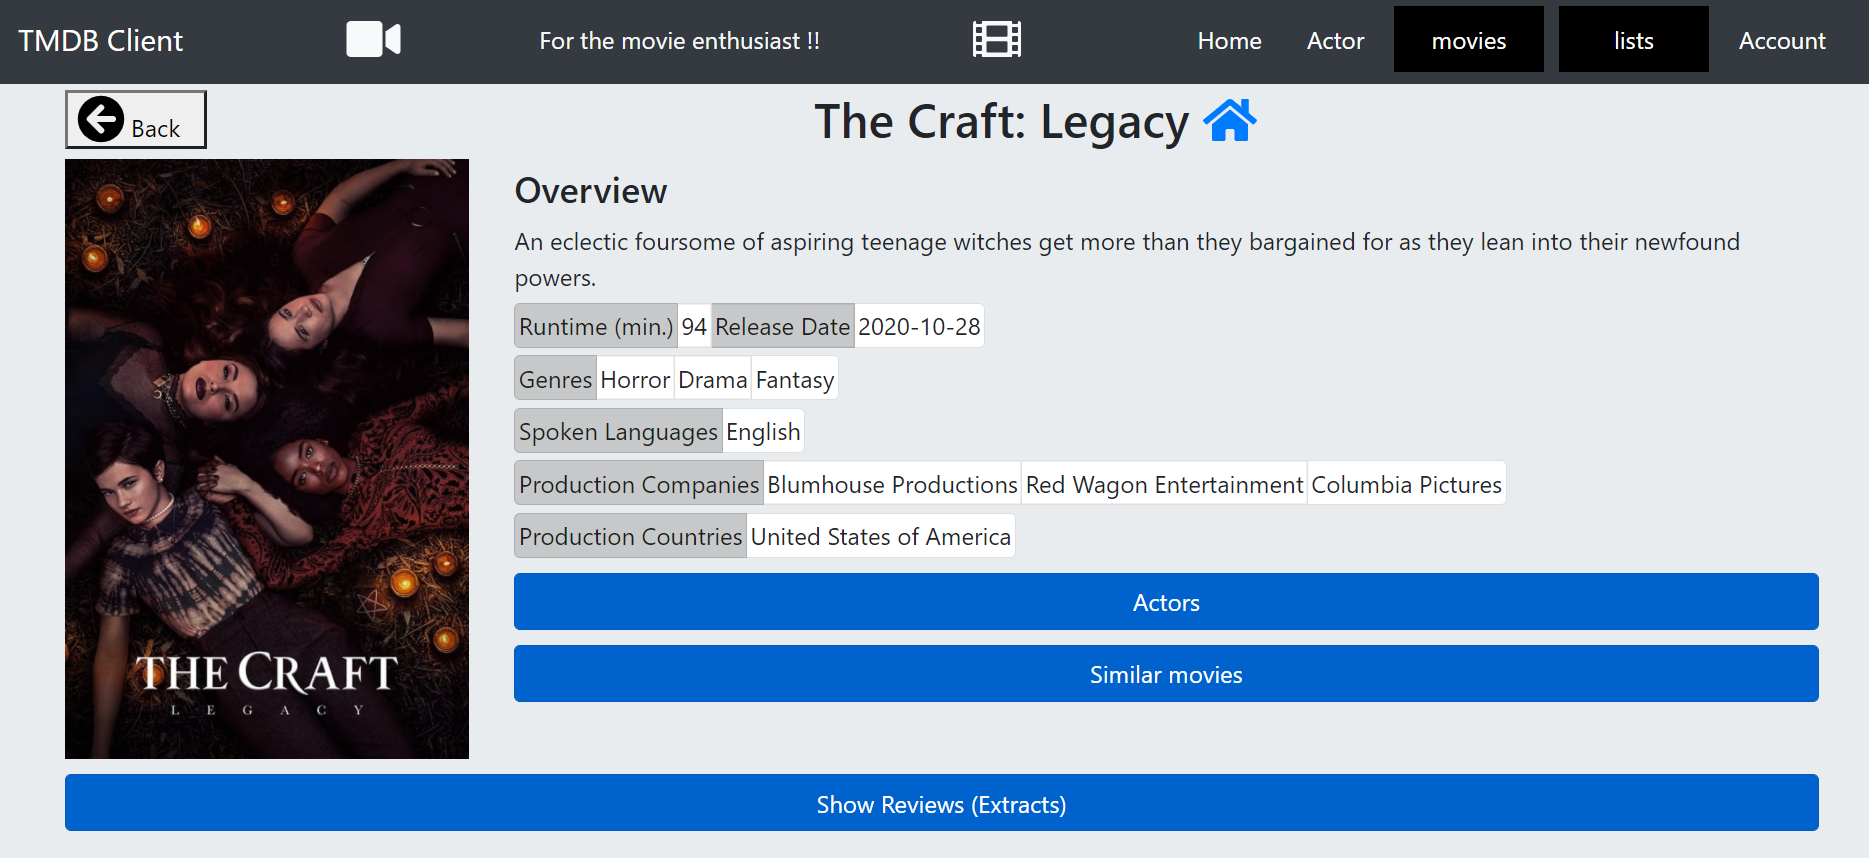 TMDB Client For the movie enthusiast !! Home Actor movies lists Account
Back
The Craft: Legacy
Overview
An eclectic foursome of aspiring teenage witches get more than they bargained for as they lean into their newfound
powers.
Runtime (min.) 94 Release Date 2020-10-28
Genres Horror Drama Fantasy
Spoken Languages English
Production Companies Blumhouse Productions Red Wagon Entertainment Columbia Pictures
Production Countries United States of America
Actors
Similar movies
THE CRAFT
LEGACY
Show Reviews (Extracts)